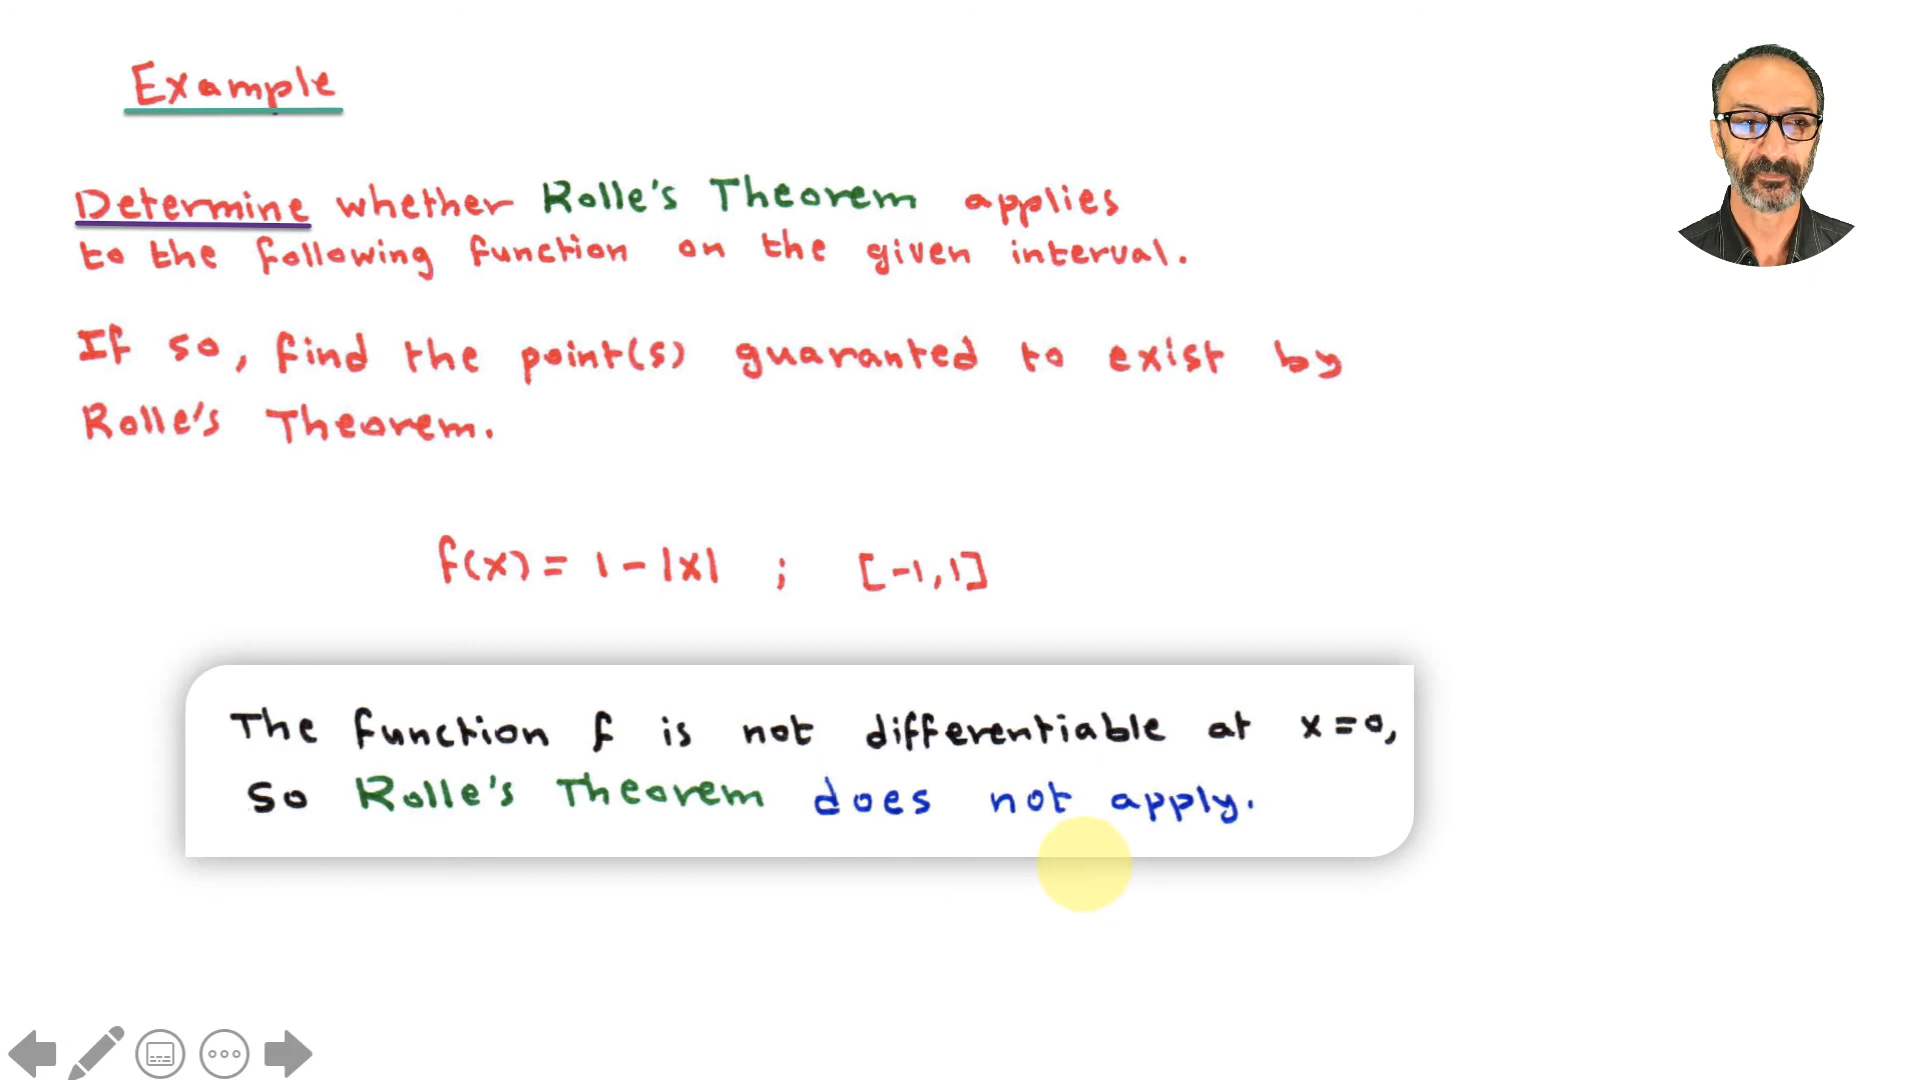 Example
Determine whether Rolle's Theorem applies
to the following function on the given interval.
If so, find the point(s) guaranted to exist by
Rolle's Theorem.
f(x) = 1 - |x| ; [-1, 1]
The function f is not differentiable at x = 0,
So Rolle's Theorem does not apply.